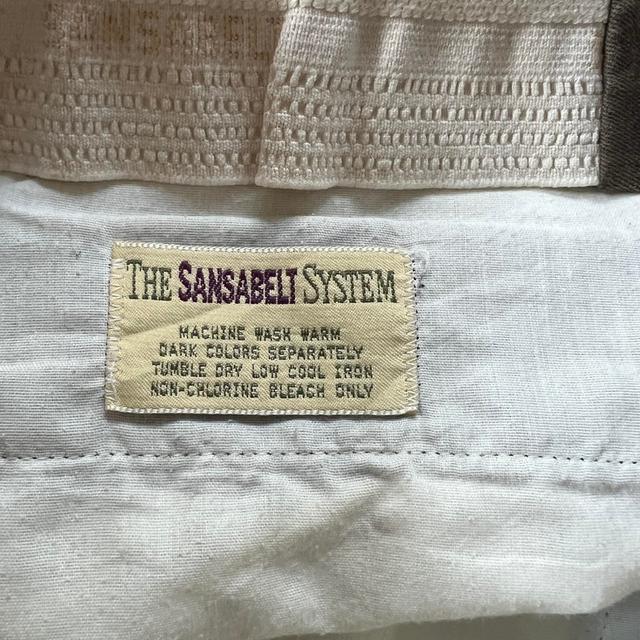 THE SANSABELT SYSTEM
MACHINE WASH WARM
DARK COLORS SEPARATELY
TUMBLE DRY LOW COOL IRON
NON-CHLORINE BLEACH ONLY